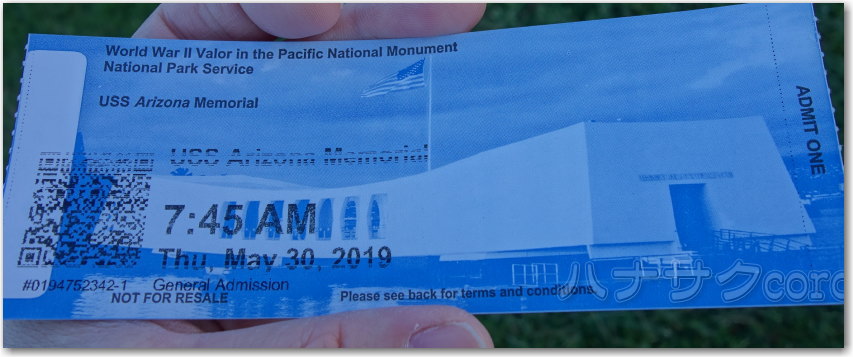 World War II Valor in the Pacific National Monument
National Park Service
USS Arizona Memorial
ADMIT ONE
USS Arizona Memorial
7:45 AM
Thu, May 30, 2019
#0194752342-1 General Admission
NOT FOR RESALE
Please see back for terms and conditions.
ハナサクcoro